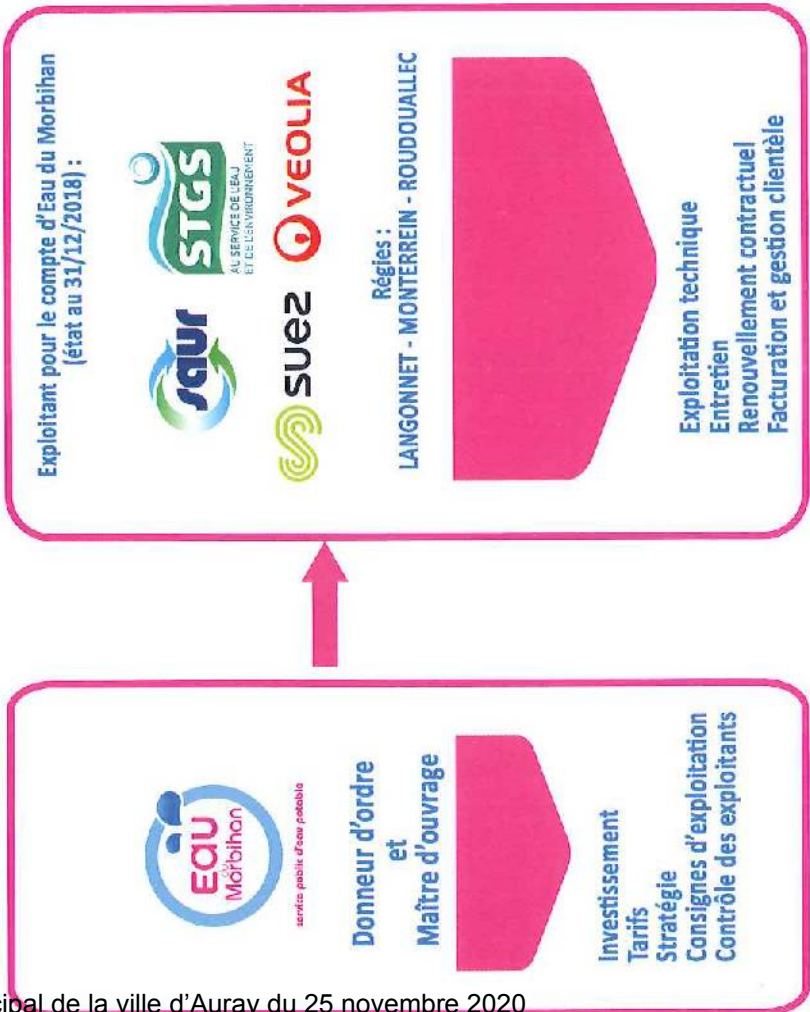 EAU
DU
Morbihan
service public d'eau potable
Donneur d'ordre
et
Maître d'ouvrage
Investissement
Tarifs
Stratégie
Consignes d'exploitation
Contrôle des exploitants
Exploitant pour le compte d'Eau du Morbihan
(état au 31/12/2018) :
saur
STGS
AU SERVICE DE L'EAU
ET DE L'ENVIRONNEMENT
suez
VEOLIA
Régies :
LANGONNET - MONTERREIN - ROUDOUALLEC
Exploitation technique
Entretien
Renouvellement contractuel
Facturation et gestion clientèle
cipal de la ville d'Auray du 25 novembre 2020